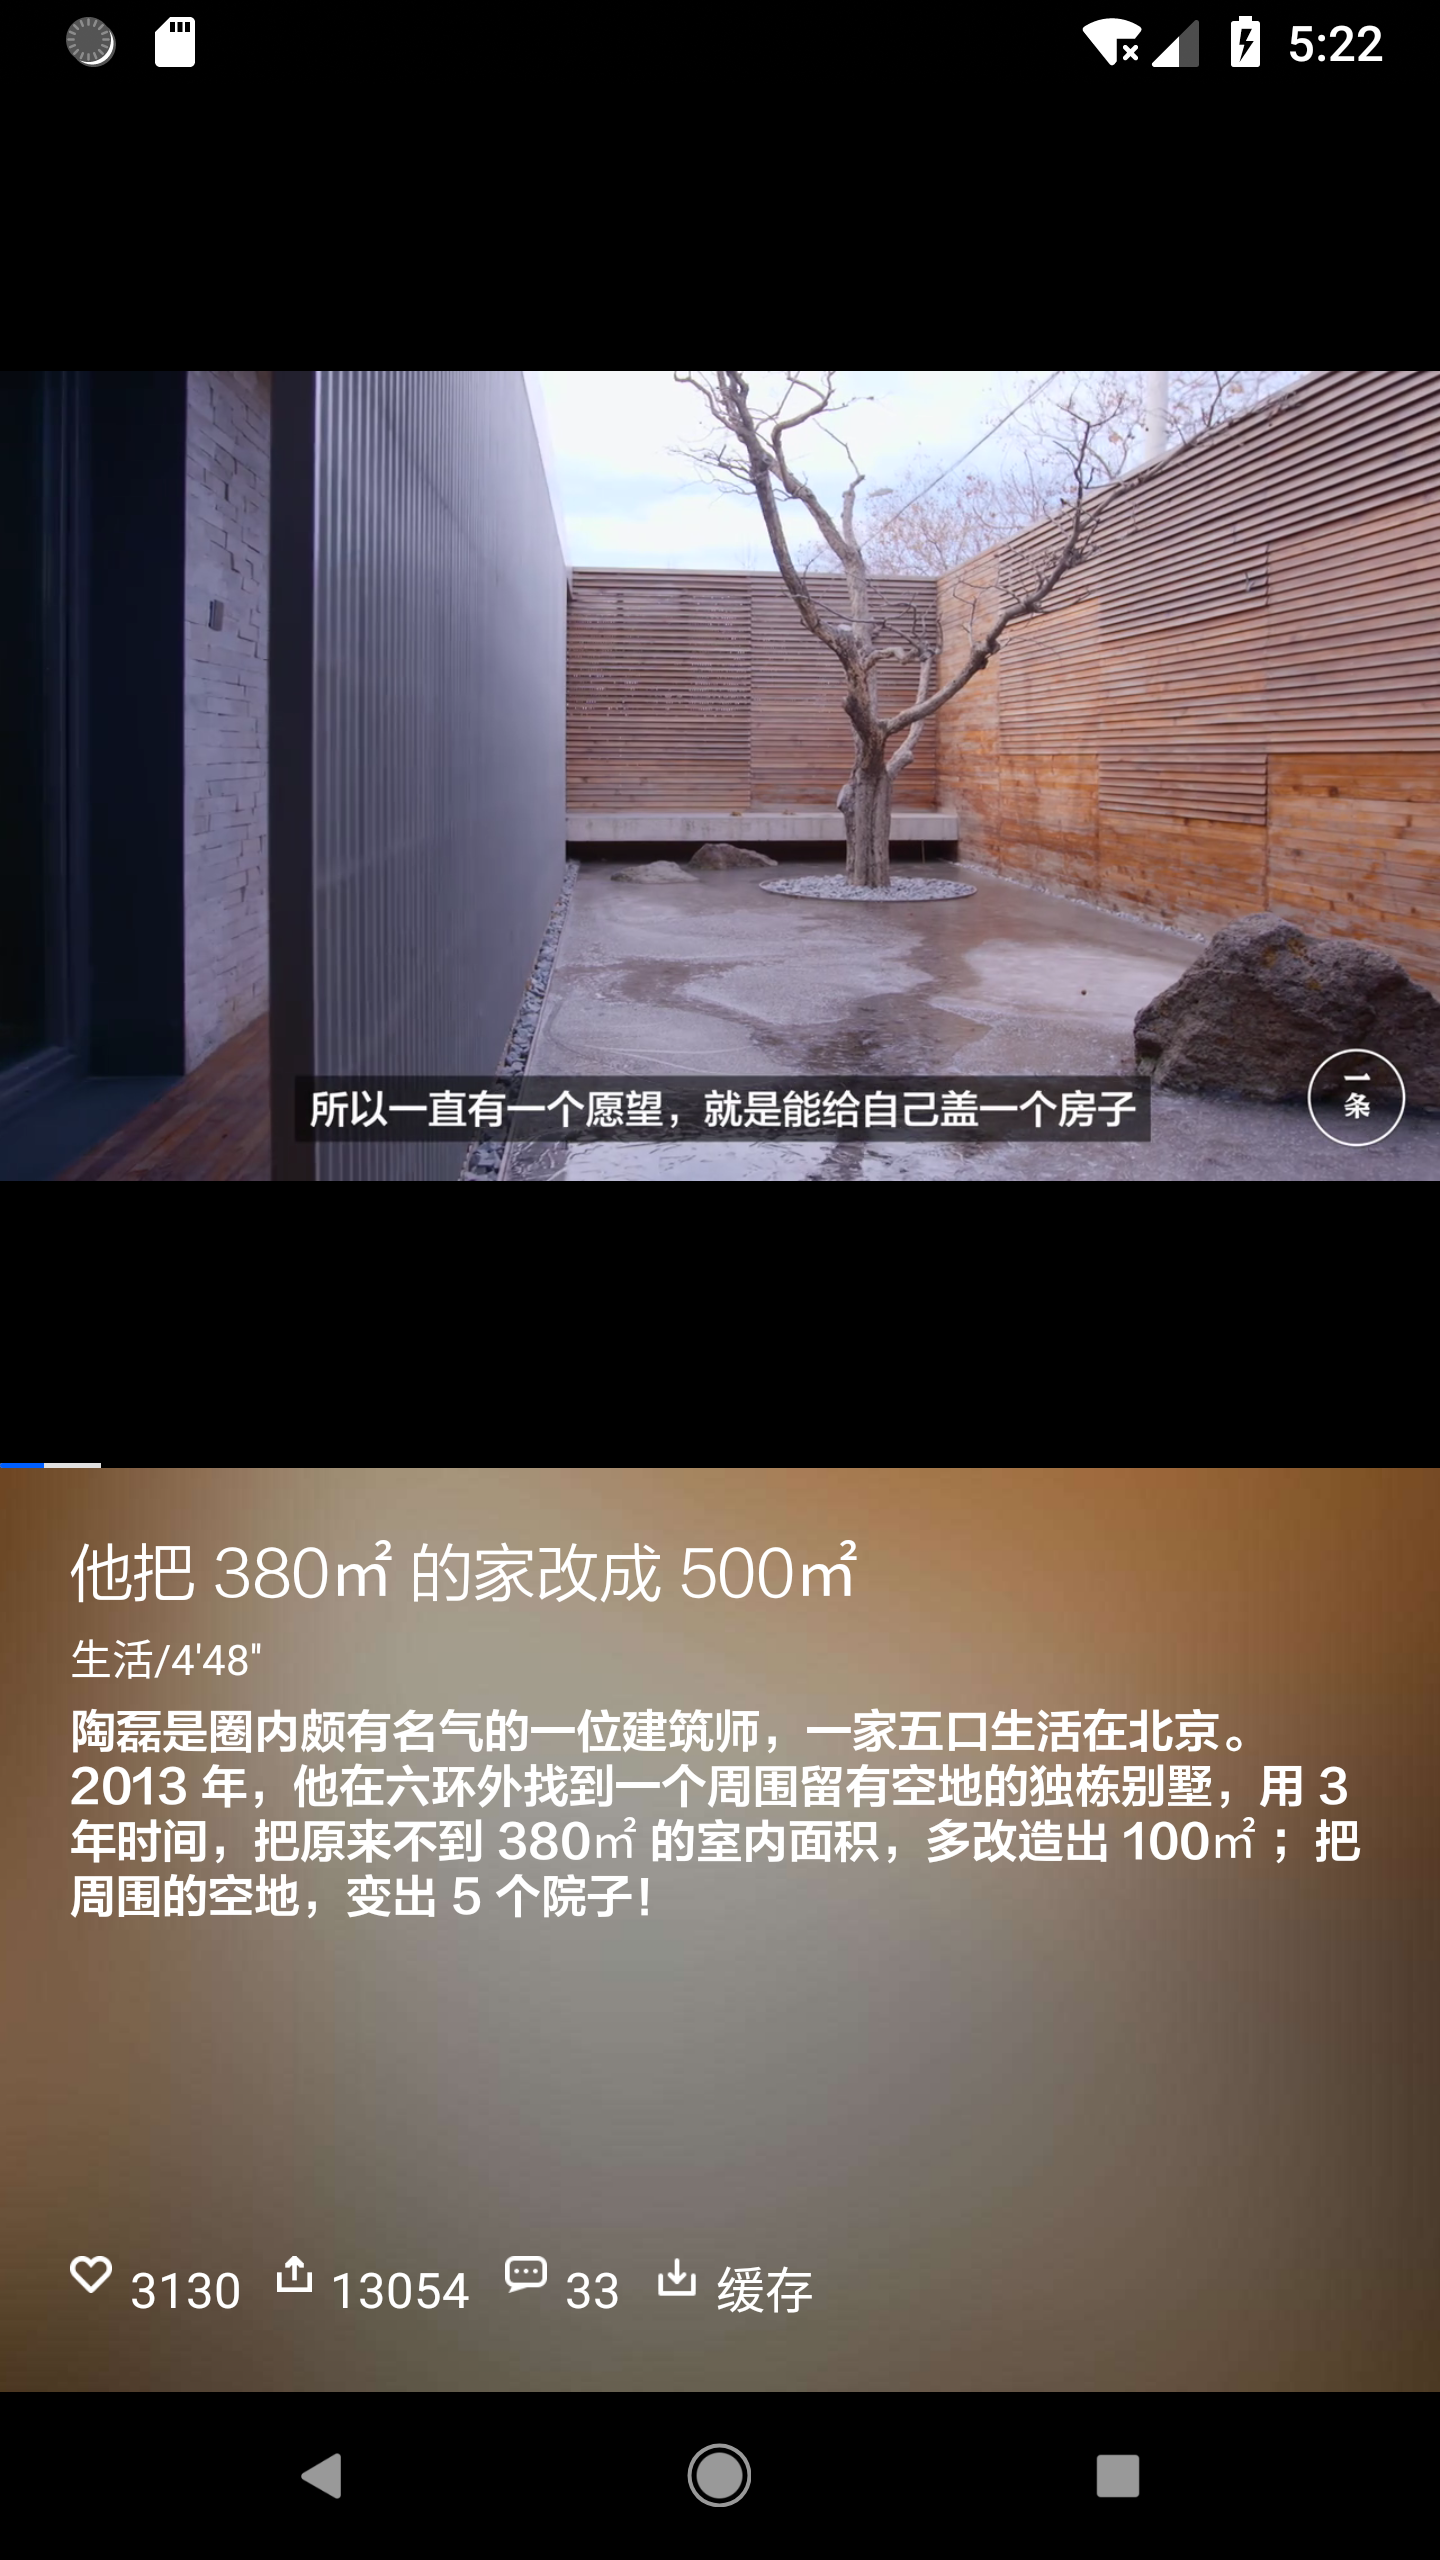 5:22
所以一直有一个愿望，就是能给自己盖一个房子
一条
他把 380㎡ 的家改成 500㎡
生活/4'48"
陶磊是圈内颇有名气的一位建筑师，一家五口生活在北京。
2013 年，他在六环外找到一个周围留有空地的独栋别墅，用 3
年时间，把原来不到 380㎡ 的室内面积，多改造出 100㎡；把
周围的空地，变出 5 个院子！
3130 13054 33 缓存